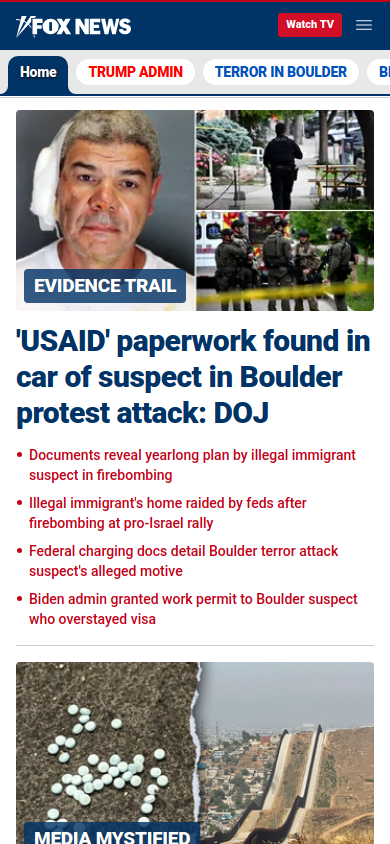 FOX NEWS
Watch TV
Home
TRUMP ADMIN
TERROR IN BOULDER
EVIDENCE TRAIL
'USAID' paperwork found in
car of suspect in Boulder
protest attack: DOJ
Documents reveal yearlong plan by illegal immigrant
suspect in firebombing
Illegal immigrant's home raided by feds after
firebombing at pro-Israel rally
Federal charging docs detail Boulder terror attack
suspect's alleged motive
Biden admin granted work permit to Boulder suspect
who overstayed visa
MEDIA MYSTIFIED